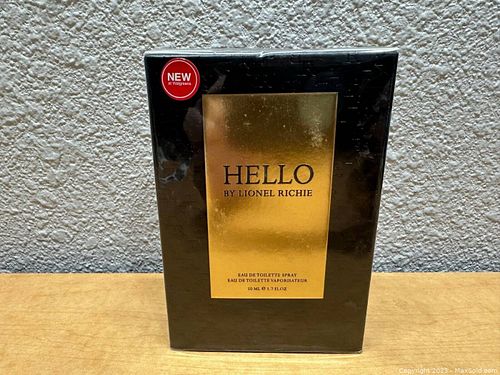 NEW
at Walgreens
HELLO
BY LIONEL RICHIE
EAU DE TOILETTE SPRAY
EAU DE TOILETTE VAPORISATEUR
50 ML ℮ 1.7 FL.OZ
Copyright 2023 - MaxSold.com